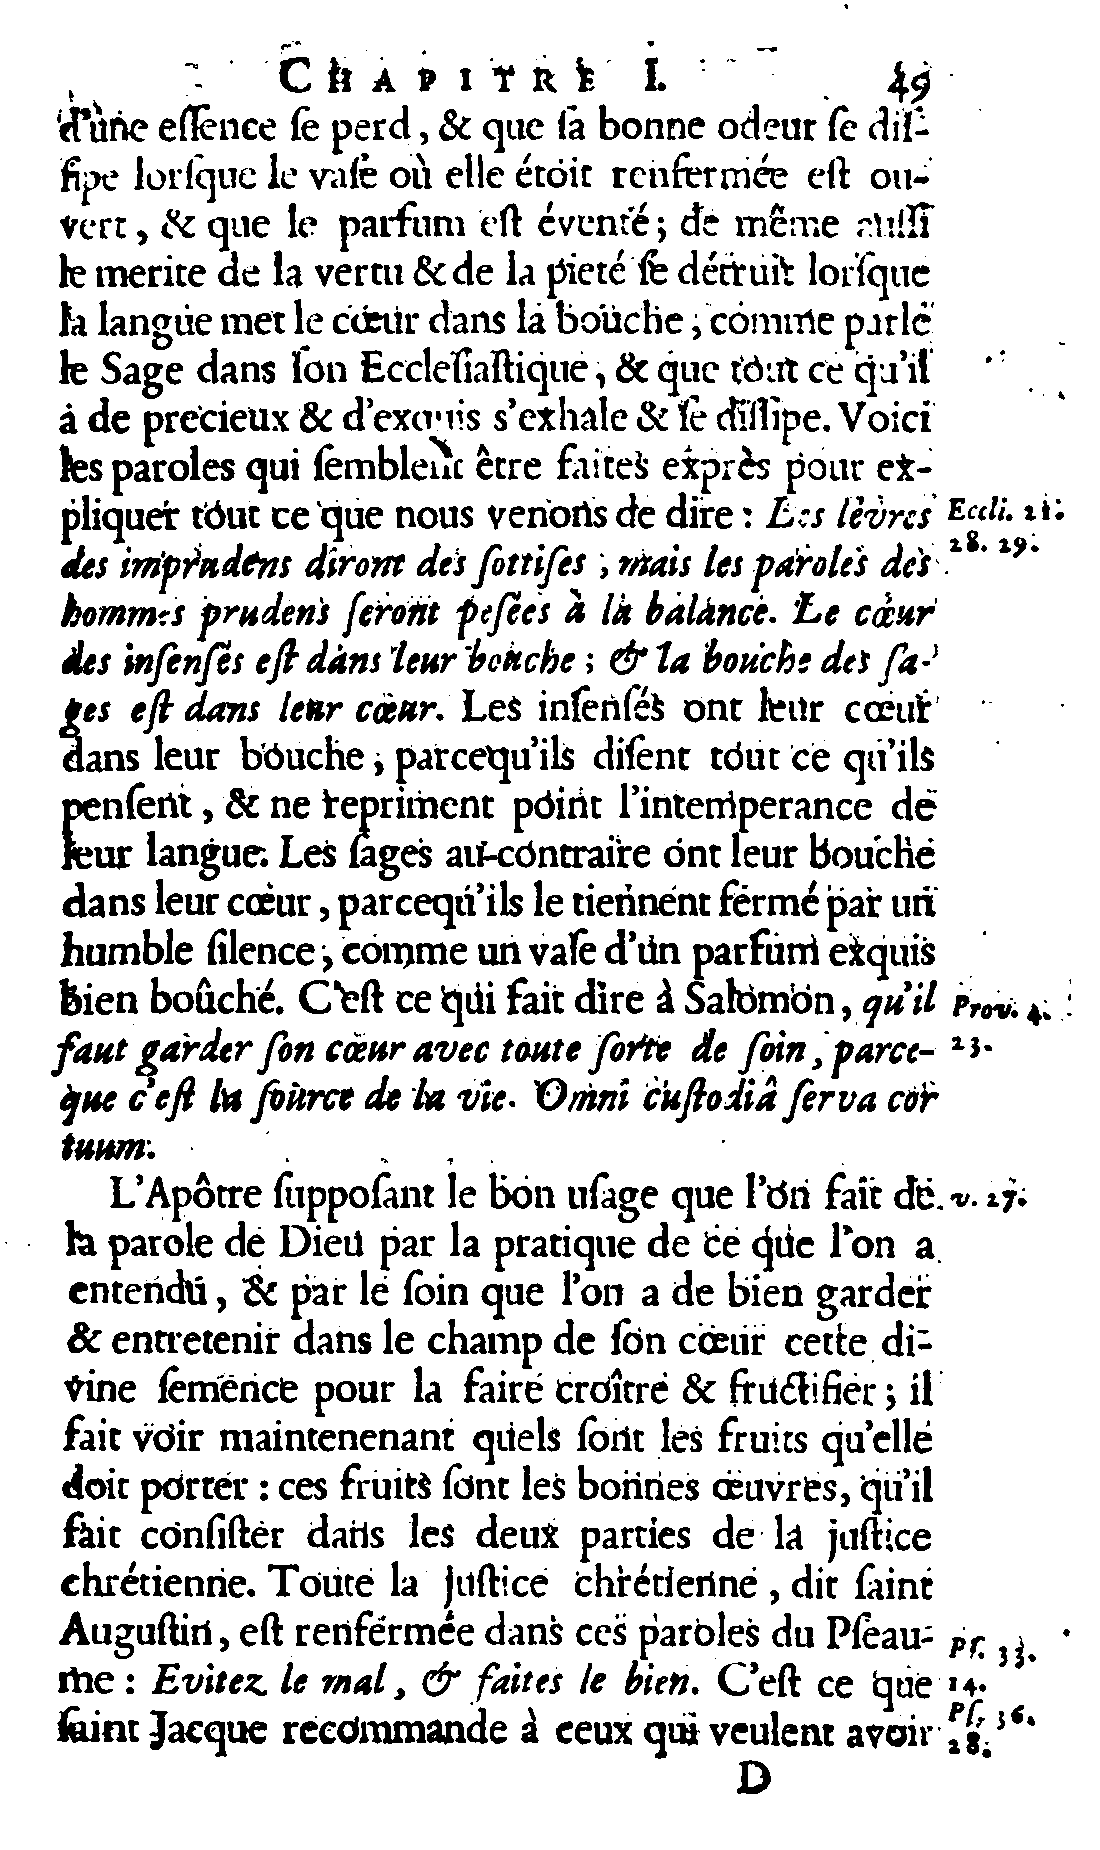 CHAPITRE I. 49
d'une essence se perd, & que sa bonne odeur se dis-
sipe lorsque le vase où elle étoit renfermée est ou-
vert, & que le parfum est éventé; de même aussi
le merite de la vertu & de la pieté se détruit lorsque
la langue met le cœur dans la bouche, comme parle
le Sage dans son Ecclesiastique, & que tout ce qu'il
a de precieux & d'exquis s'exhale & se dissipe. Voici
les paroles qui semblent être faites exprès pour ex-
pliquer tout ce que nous venons de dire: Les lèvres
Eccli. 21.
des imprudens diront des sottises, mais les paroles des
28. 29.
hommes prudens seront pesées à la balance. Le cœur
des insensés est dans leur bouche; & la bouche des sa-
ges est dans leur cœur. Les insensés ont leur cœur
dans leur bouche, parcequ'ils disent tout ce qu'ils
pensent, & ne repriment point l'intemperance de
leur langue. Les sages au-contraire ont leur bouche
dans leur cœur, parcequ'ils le tiennent fermé par un
humble silence, comme un vase d'un parfum exquis
bien boûché. C'est ce qui fait dire à Salomon, qu'il
Prov. 4.
faut garder son cœur avec toute sorte de soin, parce-
23.
que c'est la source de la vie. Omni custodiâ serva cor
tuum.
L'Apôtre supposant le bon usage que l'on fait de
v. 27.
la parole de Dieu par la pratique de ce que l'on a
entendu, & par le soin que l'on a de bien garder
& entretenir dans le champ de son cœur cette di-
vine semence pour la faire croître & fructifier; il
fait voir maintenenant quels sont les fruits qu'elle
doit porter: ces fruits sont les bonnes œuvres, qu'il
fait consister dans les deux parties de la justice
chrétienne. Toute la justice chrétienne, dit saint
Augustin, est renfermée dans ces paroles du Pseau-
Ps. 33.
me: Evitez le mal, & faites le bien. C'est ce que
14.
saint Jacque recommande à ceux qui veulent avoir
Ps. 36.
28.
D